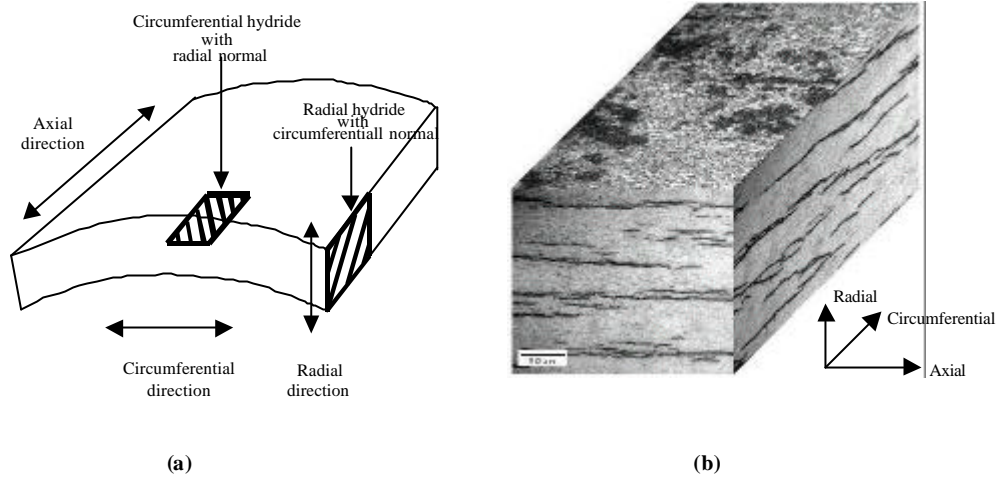 Circumferential hydride
with
radial normal
Axial
direction
Radial hydride
with
circumferentiall normal
Circumferential
direction
Radial
direction
(a)
Radial
Circumferential
Axial
(b)